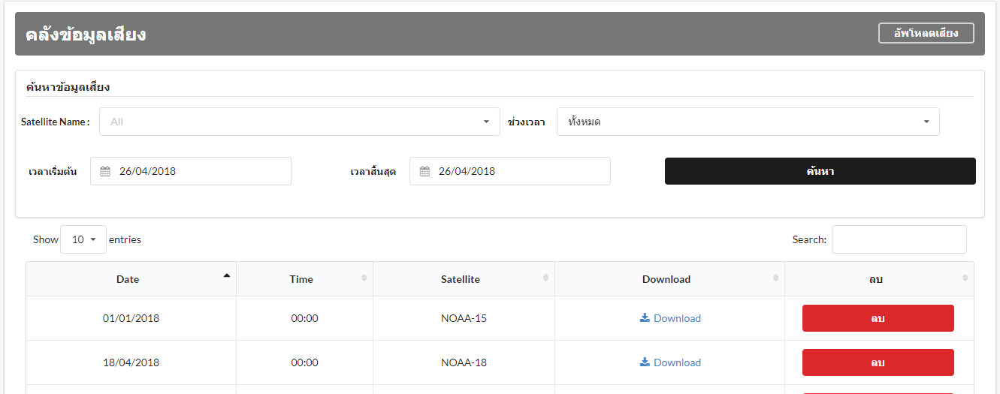 คลังข้อมูลเสียง อัพโหลดเสียง
ค้นหาข้อมูลเสียง
Satellite Name : All ช่วงเวลา ทั้งหมด
เวลาเริ่มต้น 26/04/2018 เวลาสิ้นสุด 26/04/2018 ค้นหา
Show 10 entries Search:
Date Time Satellite Download ลบ
01/01/2018 00:00 NOAA-15 Download ลบ
18/04/2018 00:00 NOAA-18 Download ลบ